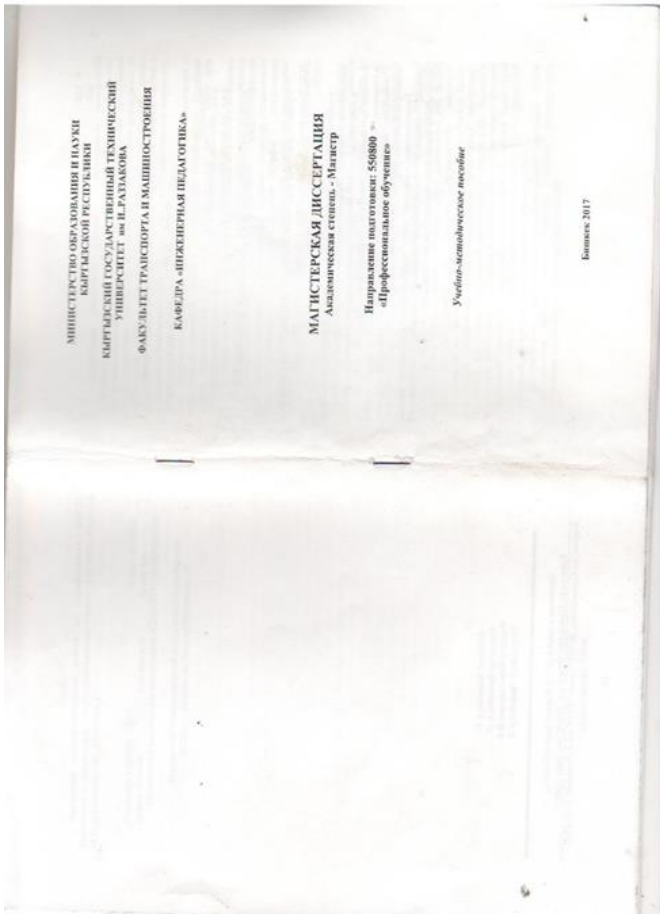 МИНИСТЕРСТВО ОБРАЗОВАНИЯ И НАУКИ
КЫРГЫЗСКОЙ РЕСПУБЛИКИ
КЫРГЫЗСКИЙ ГОСУДАРСТВЕННЫЙ ТЕХНИЧЕСКИЙ
УНИВЕРСИТЕТ им И.РАЗЗАКОВА
ФАКУЛЬТЕТ ТРАНСПОРТА И МАШИНОСТРОЕНИЯ
КАФЕДРА «ИНЖЕНЕРНАЯ ПЕДАГОГИКА»
МАГИСТЕРСКАЯ ДИССЕРТАЦИЯ
Академическая степень - Магистр
Направление подготовки: 550800
«Профессиональное обучение»
Учебно-методическое пособие
Бишкек 2017